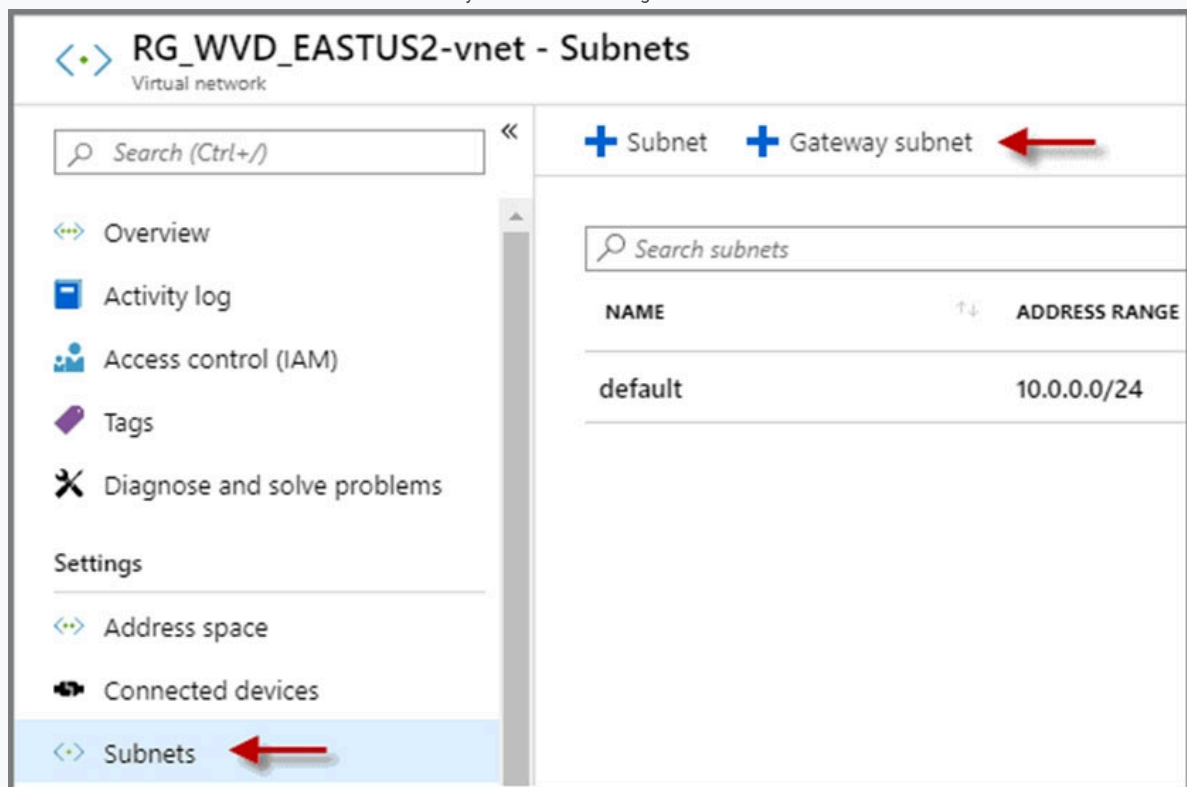 RG_WVD_EASTUS2-vnet - Subnets
Virtual network
Search (Ctrl+/)
«
Subnet
Gateway subnet
Overview
Activity log
Access control (IAM)
Tags
Diagnose and solve problems
Settings
Address space
Connected devices
Subnets
Search subnets
NAME
ADDRESS RANGE
default
10.0.0.0/24